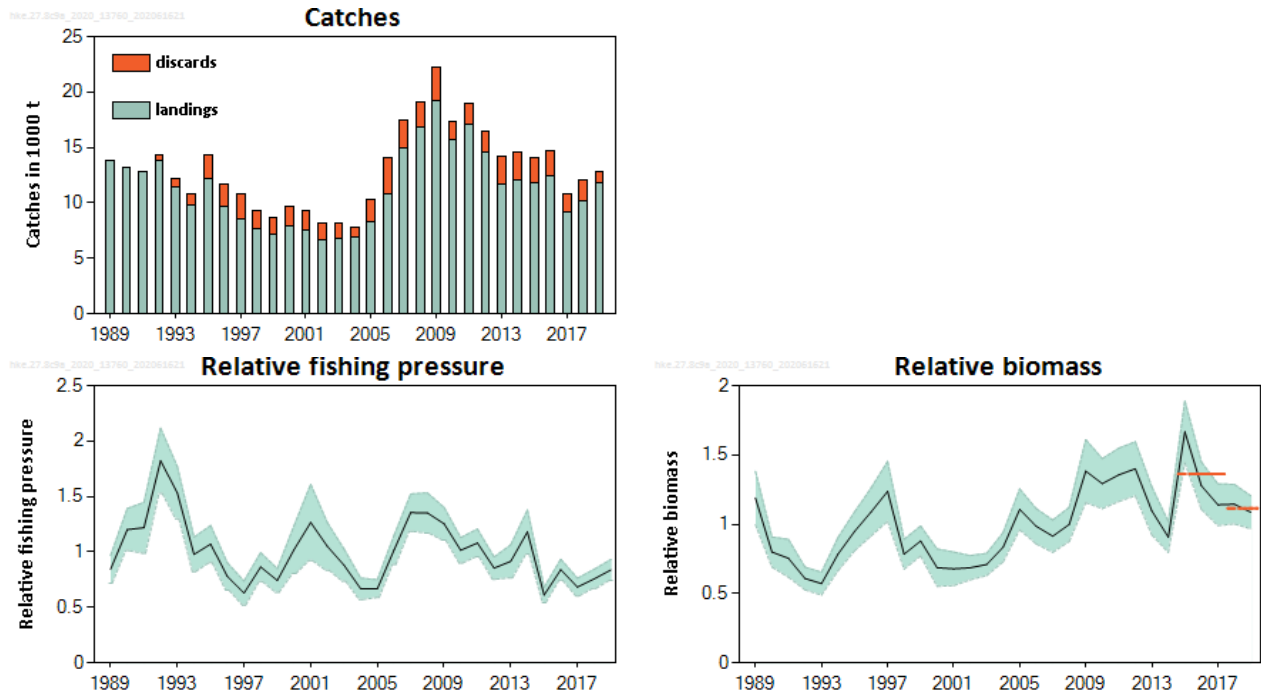 hke.27.8c9a_2020_13760_202061621
Catches
25
20
15
10
5
0
Catches in 1000 t
discards
landings
1989 1993 1997 2001 2005 2009 2013 2017
hke.27.8c9a_2020_13760_202061621
Relative fishing pressure
2.5
2
1.5
1
0.5
0
Relative fishing pressure
1989 1993 1997 2001 2005 2009 2013 2017
hke.27.8c9a_2020_13760_202061621
Relative biomass
2
1.5
1
0.5
0
Relative biomass
1989 1993 1997 2001 2005 2009 2013 2017